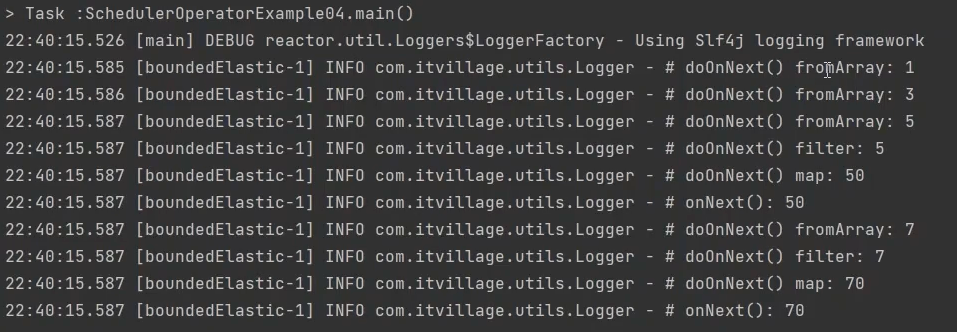 > Task :SchedulerOperatorExample04.main()
22:40:15.526 [main] DEBUG reactor.util.Loggers$LoggerFactory - Using Slf4j logging framework
22:40:15.585 [boundedElastic-1] INFO com.itvillage.utils.Logger - # doOnNext() fromArray: 1
22:40:15.586 [boundedElastic-1] INFO com.itvillage.utils.Logger - # doOnNext() fromArray: 3
22:40:15.587 [boundedElastic-1] INFO com.itvillage.utils.Logger - # doOnNext() fromArray: 5
22:40:15.587 [boundedElastic-1] INFO com.itvillage.utils.Logger - # doOnNext() filter: 5
22:40:15.587 [boundedElastic-1] INFO com.itvillage.utils.Logger - # doOnNext() map: 50
22:40:15.587 [boundedElastic-1] INFO com.itvillage.utils.Logger - # onNext(): 50
22:40:15.587 [boundedElastic-1] INFO com.itvillage.utils.Logger - # doOnNext() fromArray: 7
22:40:15.587 [boundedElastic-1] INFO com.itvillage.utils.Logger - # doOnNext() filter: 7
22:40:15.587 [boundedElastic-1] INFO com.itvillage.utils.Logger - # doOnNext() map: 70
22:40:15.587 [boundedElastic-1] INFO com.itvillage.utils.Logger - # onNext(): 70